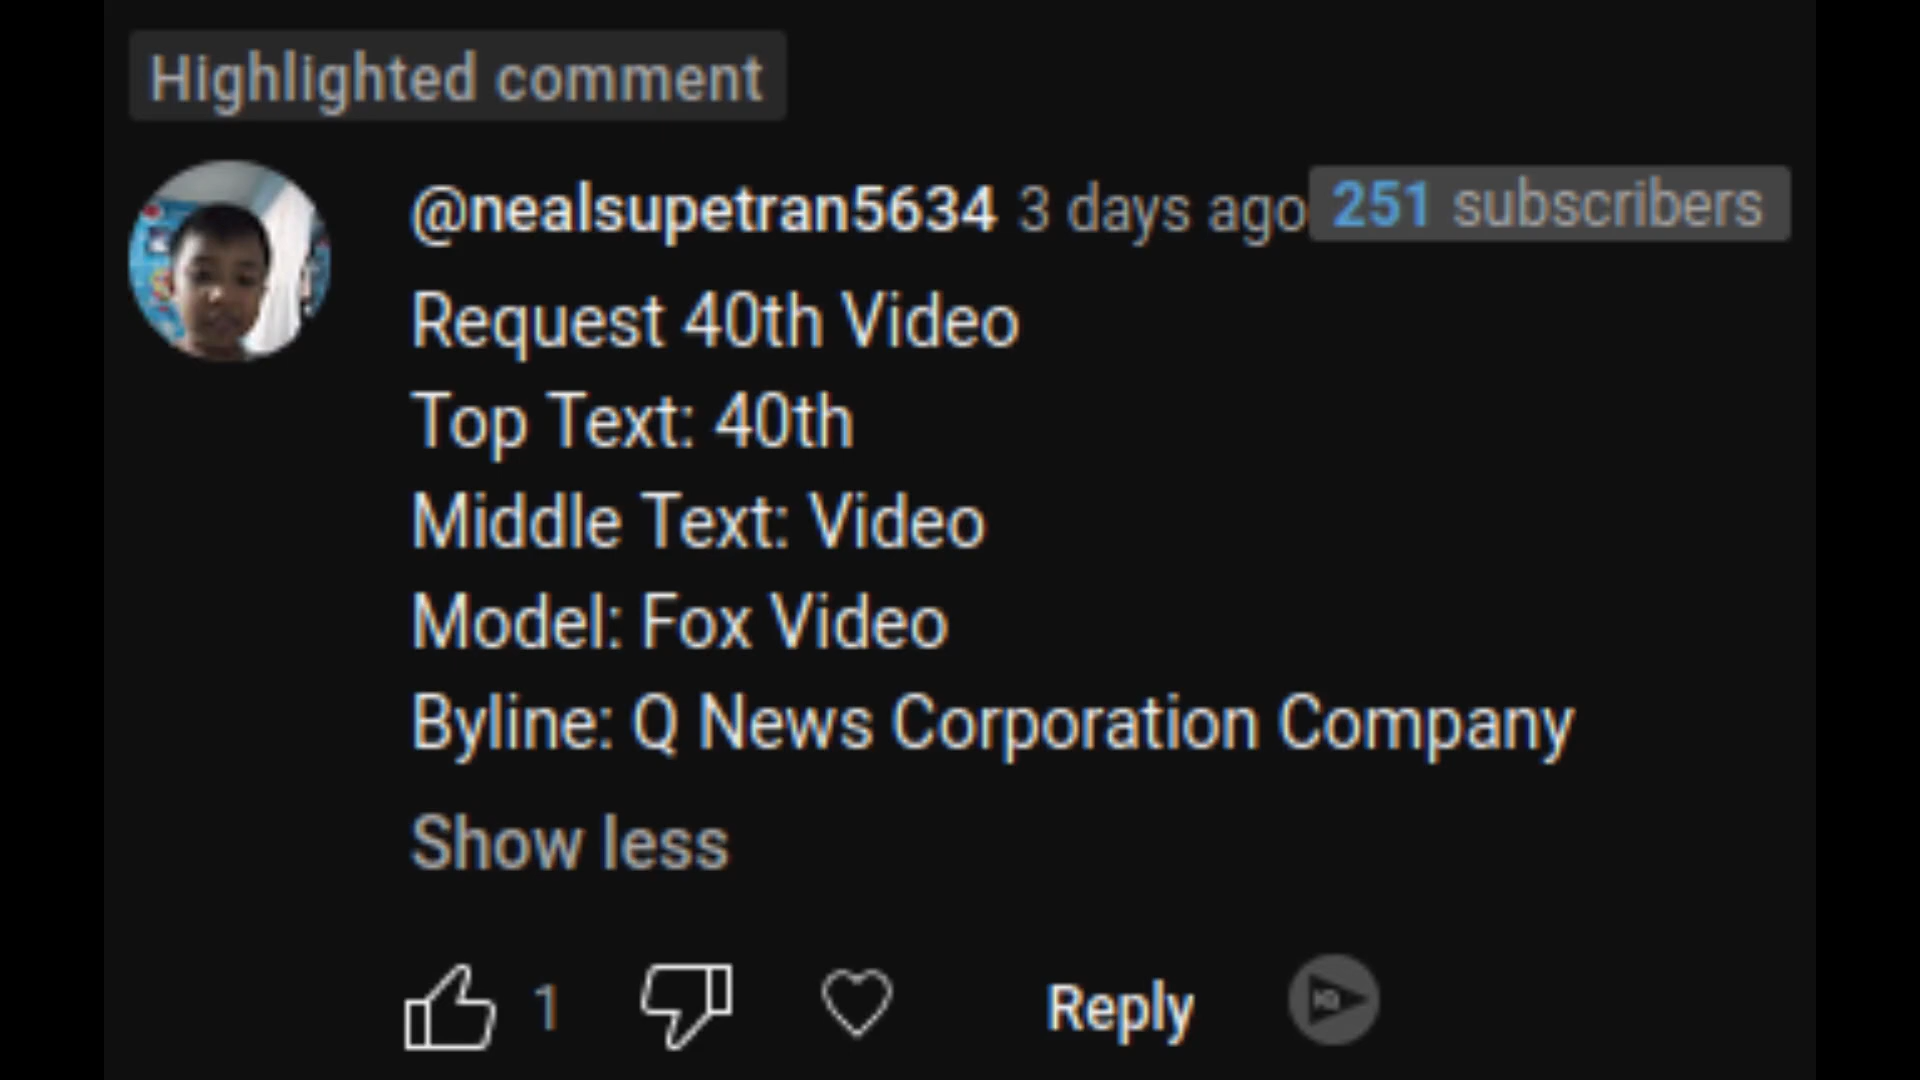 Highlighted comment
@nealsupetran5634 3 days ago 251 subscribers
Request 40th Video
Top Text: 40th
Middle Text: Video
Model: Fox Video
Byline: Q News Corporation Company
Show less
1 Reply